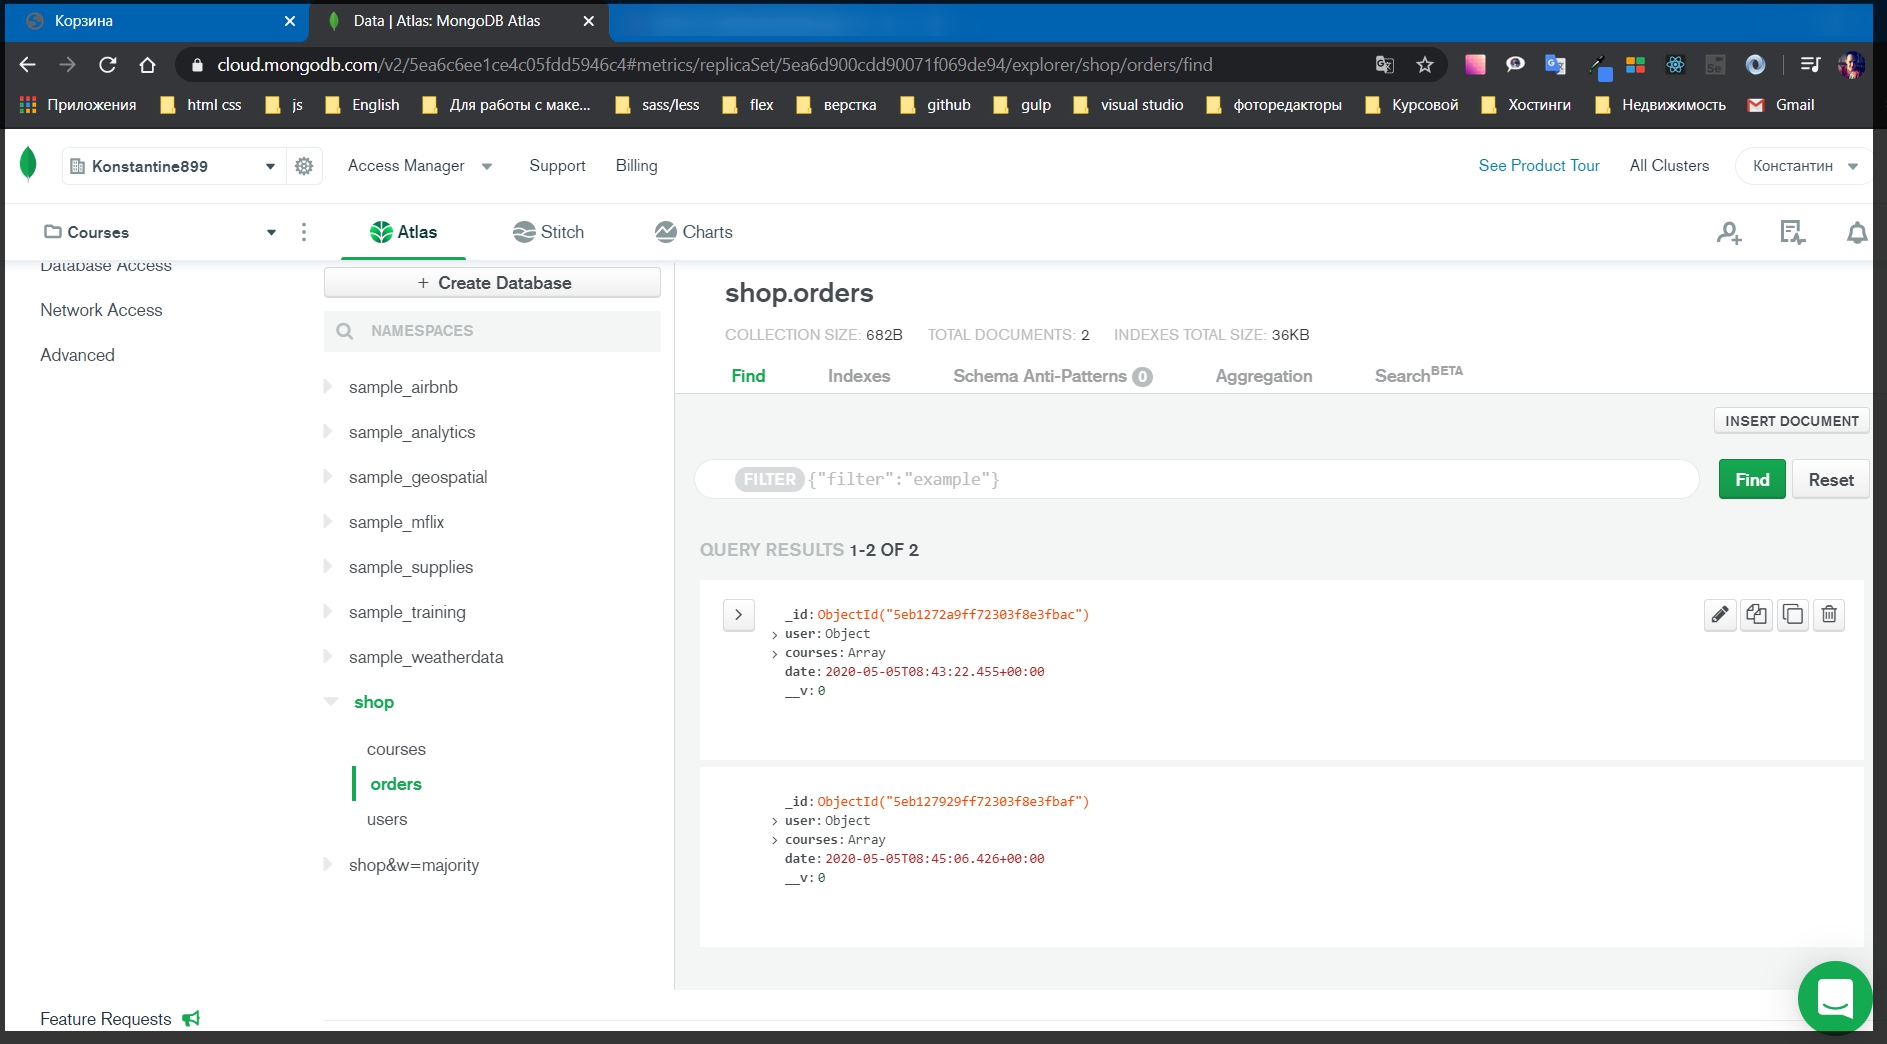 Корзина
Data | Atlas: MongoDB Atlas
cloud.mongodb.com/v2/5ea6c6ee1ce4c05fdd5946c4#metrics/replicaSet/5ea6d900cdd90071f069de94/explorer/shop/orders/find
Приложения html css js English Для работы с маке... sass/less flex верстка github gulp visual studio фоторедакторы Курсовой Хостинги Недвижимость Gmail
Konstantine899 Access Manager Support Billing See Product Tour All Clusters Константин
Courses Atlas Stitch Charts
Database Access
Network Access
Advanced
Feature Requests
+ Create Database
NAMESPACES
sample_airbnb
sample_analytics
sample_geospatial
sample_mflix
sample_supplies
sample_training
sample_weatherdata
shop
courses
orders
users
shop&w=majority
shop.orders
COLLECTION SIZE: 682B TOTAL DOCUMENTS: 2 INDEXES TOTAL SIZE: 36KB
Find Indexes Schema Anti-Patterns 0 Aggregation Search BETA
INSERT DOCUMENT
FILTER {"filter":"example"} Find Reset
QUERY RESULTS 1-2 OF 2
_id: ObjectId("5eb1272a9ff72303f8e3fbac")
user: Object
courses: Array
date: 2020-05-05T08:43:22.455+00:00
__v: 0
_id: ObjectId("5eb127929ff72303f8e3fbaf")
user: Object
courses: Array
date: 2020-05-05T08:45:06.426+00:00
__v: 0